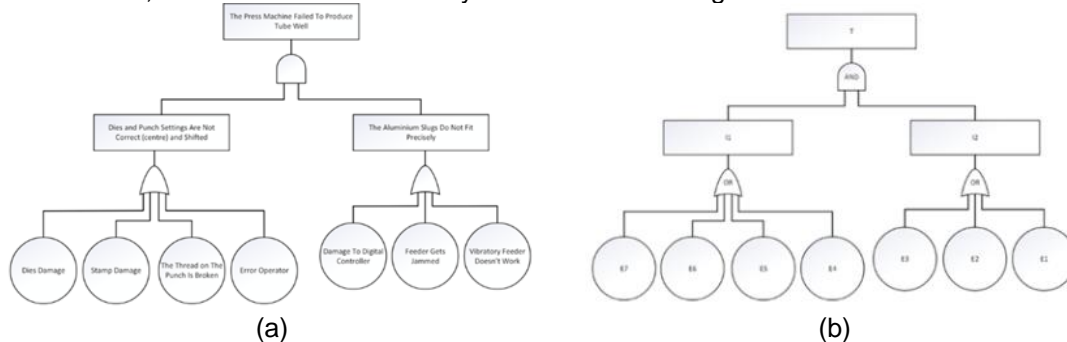 The Press Machine Failed To Produce
Tube Well
Dies and Punch Settings Are Not
Correct (centre) and Shifted
The Aluminium Slugs Do Not Fit
Precisely
Dies Damage
Stamp Damage
The Thread on The
Punch Is Broken
Error Operator
Damage To Digital
Controller
Feeder Gets
Jammed
Vibratory Feeder
Doesn't Work
(a)
T
AND
I2
OR
OR
E7
E6
E5
E4
E3
E2
E1
(b)